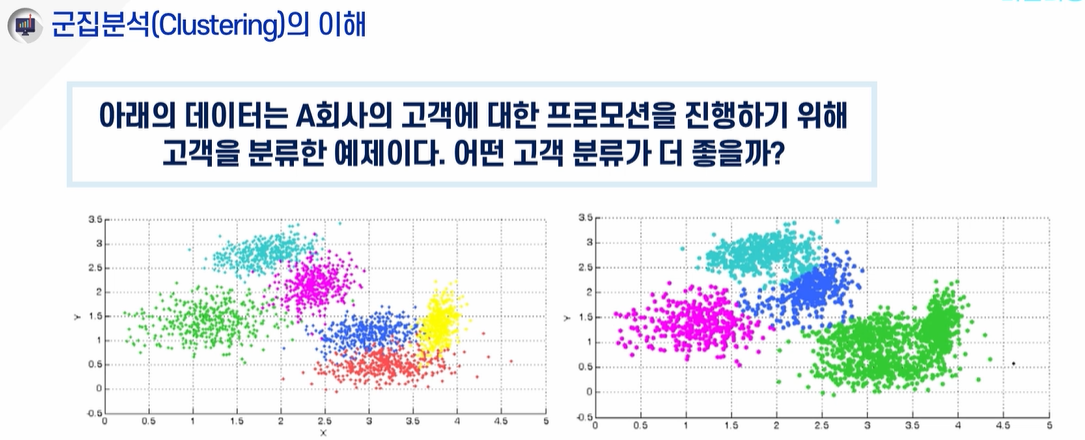 군집분석(Clustering)의 이해
아래의 데이터는 A회사의 고객에 대한 프로모션을 진행하기 위해
고객을 분류한 예제이다. 어떤 고객 분류가 더 좋을까?
3.5
3
2.5
2
1.5
1
0.5
0
-0.5
Y
0 0.5 1 1.5 2 2.5 3 3.5 4 4.5 5
X
3.5
3
2.5
2
1.5
1
0.5
0
-0.5
Y
0 0.5 1 1.5 2 2.5 3 3.5 4 4.5 5